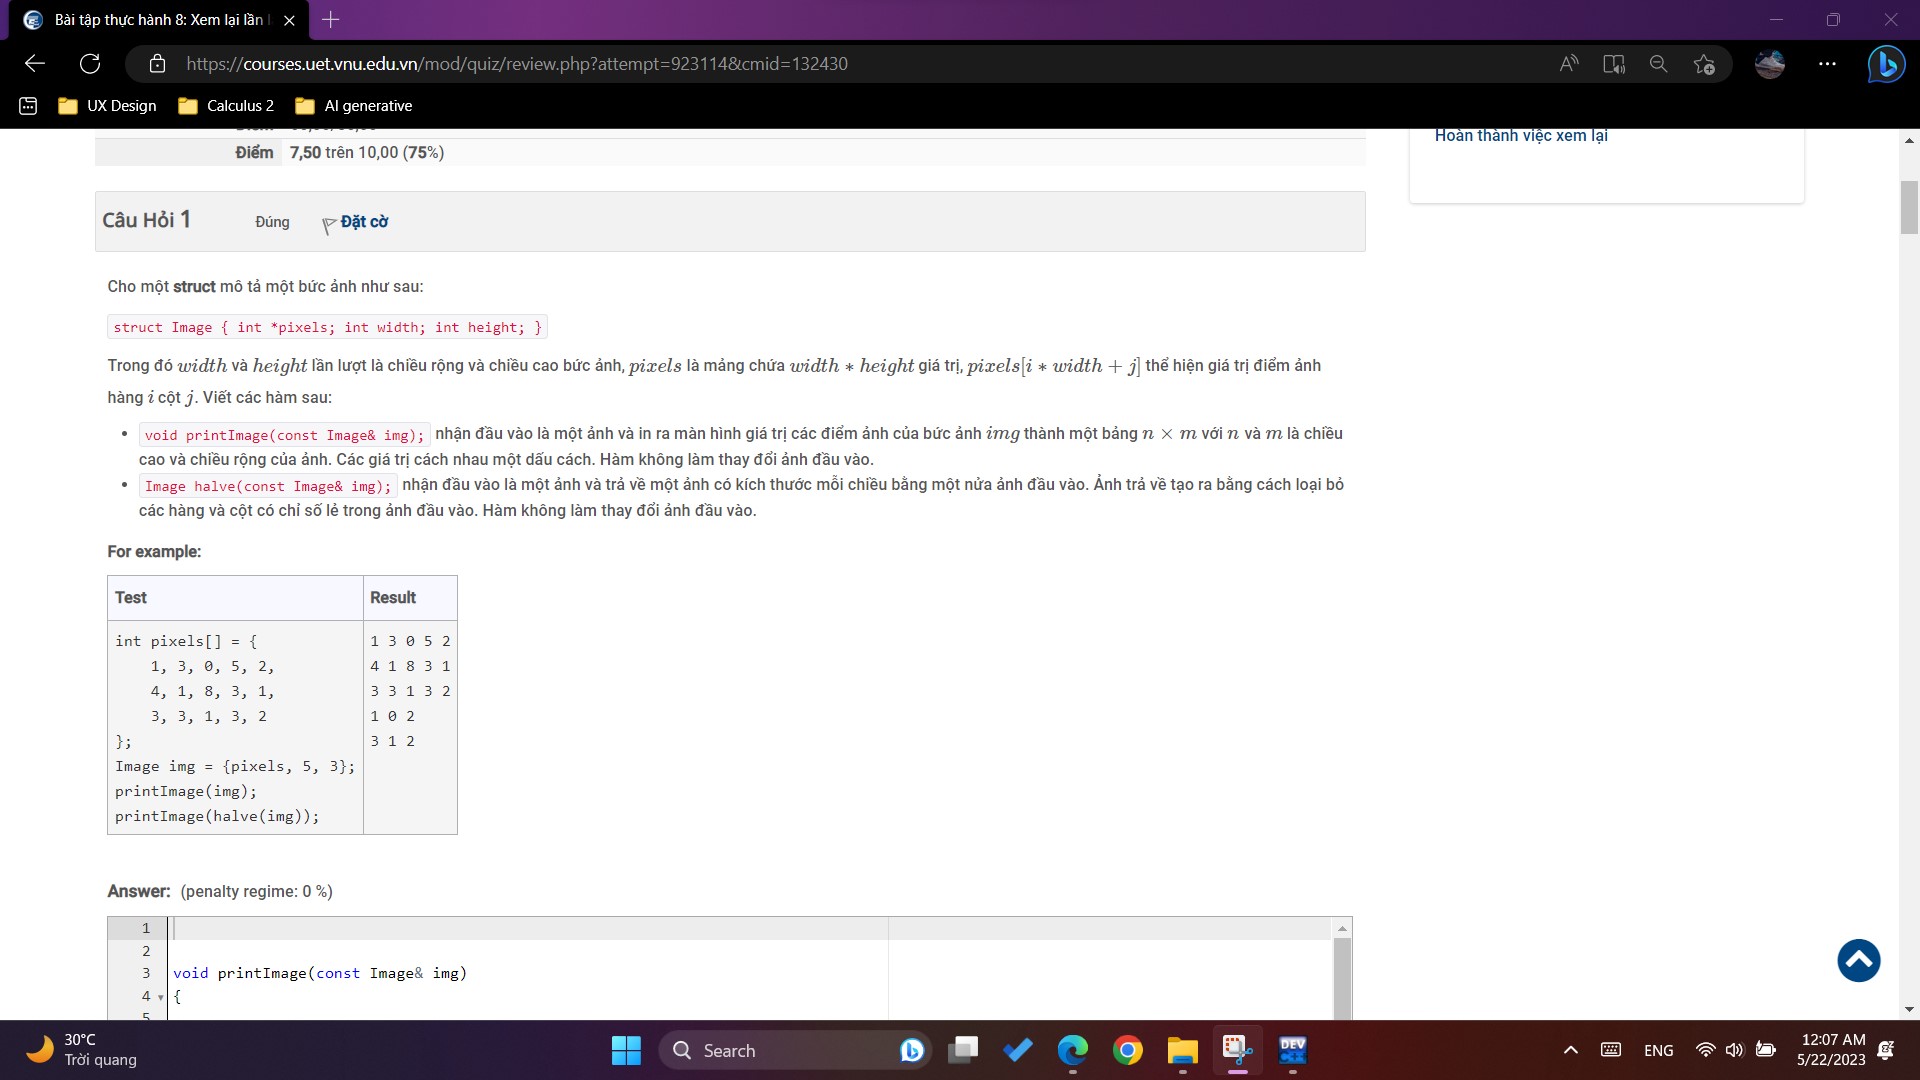 Bài tập thực hành 8: Xem lại lần l
https://courses.uet.vnu.edu.vn/mod/quiz/review.php?attempt=923114&cmid=132430
UX Design Calculus 2 AI generative
Điểm 7,50 trên 10,00 (75%)
Hoàn thành việc xem lại
Câu Hỏi 1 Đúng Đặt cờ
Cho một struct mô tả một bức ảnh như sau:
struct Image { int *pixels; int width; int height; }
Trong đó width và height lần lượt là chiều rộng và chiều cao bức ảnh, pixels là mảng chứa width * height giá trị, pixels[i * width + j] thể hiện giá trị điểm ảnh
hàng i cột j. Viết các hàm sau:
• void printImage(const Image& img); nhận đầu vào là một ảnh và in ra màn hình giá trị các điểm ảnh của bức ảnh img thành một bảng n × m với n và m là chiều
cao và chiều rộng của ảnh. Các giá trị cách nhau một dấu cách. Hàm không làm thay đổi ảnh đầu vào.
• Image halve(const Image& img); nhận đầu vào là một ảnh và trả về một ảnh có kích thước mỗi chiều bằng một nửa ảnh đầu vào. Ảnh trả về tạo ra bằng cách loại bỏ
các hàng và cột có chỉ số lẻ trong ảnh đầu vào. Hàm không làm thay đổi ảnh đầu vào.
For example:
Test Result
int pixels[] = { 1 3 0 5 2
1, 3, 0, 5, 2, 4 1 8 3 1
4, 1, 8, 3, 1, 3 3 1 3 2
3, 3, 1, 3, 2 1 0 2
}; 3 1 2
Image img = {pixels, 5, 3};
printImage(img);
printImage(halve(img));
Answer: (penalty regime: 0 %)
1
2
3 void printImage(const Image& img)
4 {
5
30°C
Trời quang
Search
DEV
ENG
12:07 AM
5/22/2023